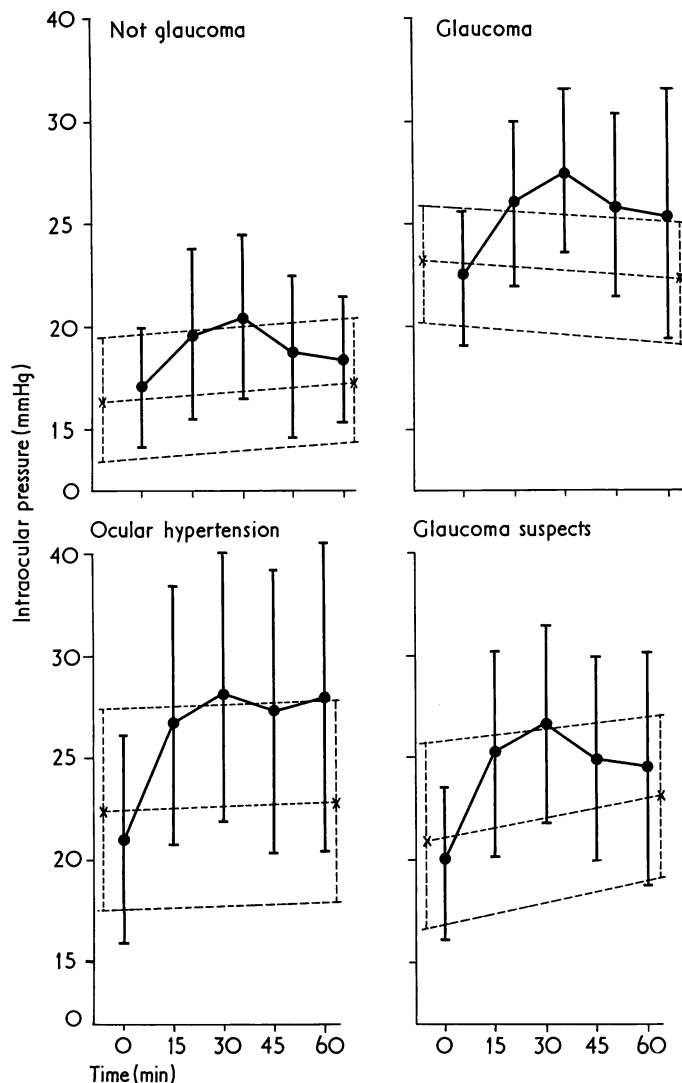 40
Not glaucoma
Glaucoma
30
25
20
15
0
Intraocular pressure (mmHg)
Ocular hypertension
Glaucoma suspects
40
30
25
20
15
0
0 15 30 45 60
0 15 30 45 60
Time (min)